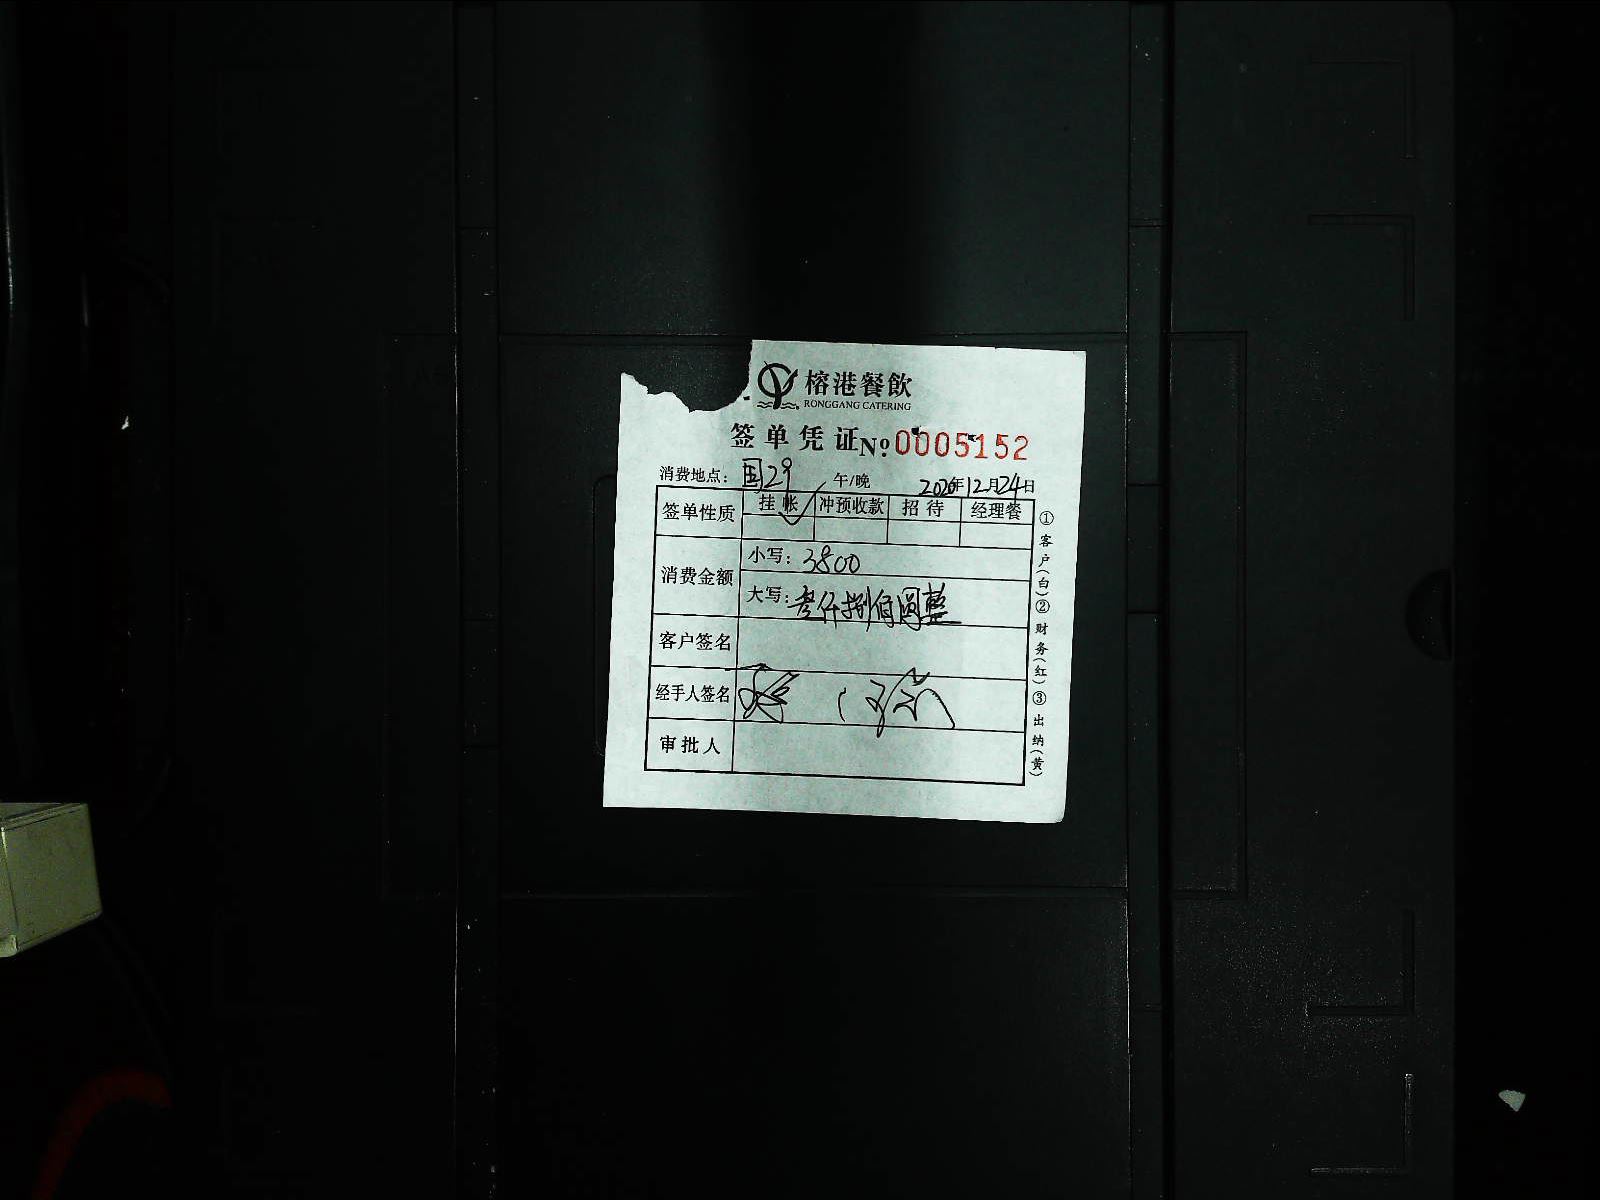 榕港餐飲
RONGGANG CATERING
签单凭证 №0005152
消费地点：国29 午/晚 2020年12月24日
签单性质 挂帐 冲预收款 招待 经理餐
消费金额 小写：3800
大写：叁仟捌佰圆整
客户签名
经手人签名
审批人
①客户(白)②财务(红)③出纳(黄)